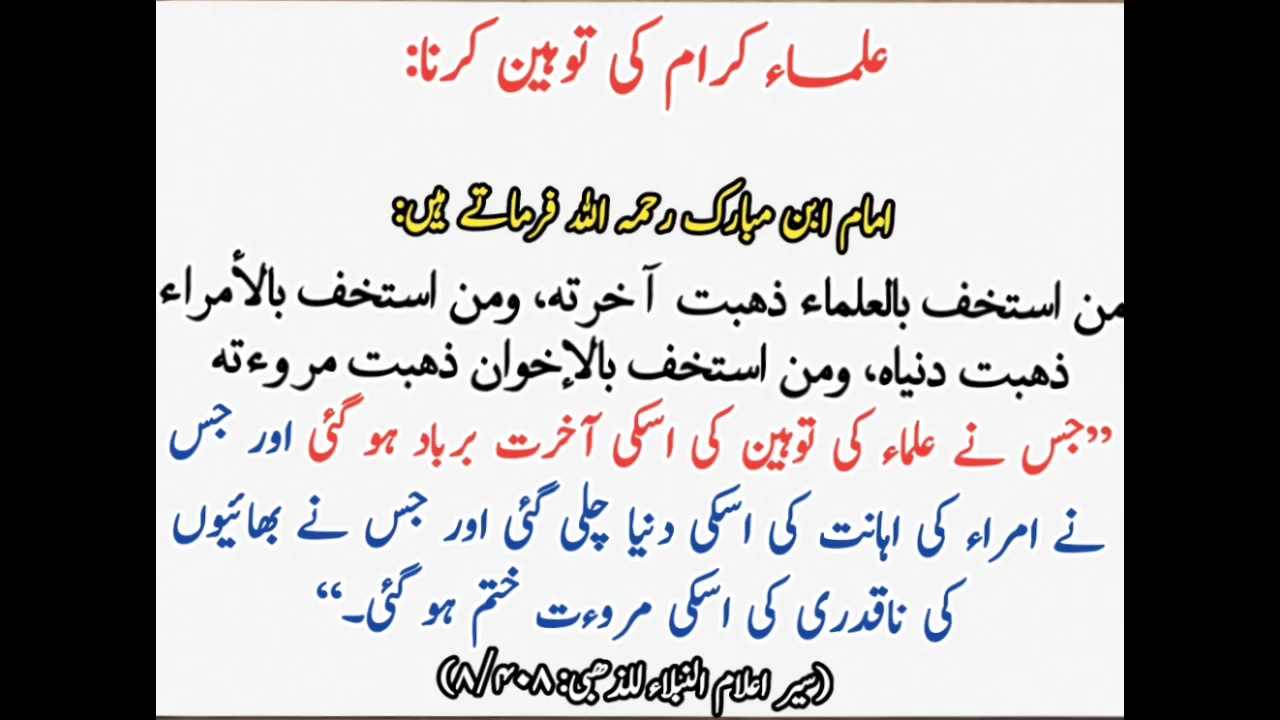 علماء کرام کی توہین کرنا:
امام ابن مبارک رحمہ اللہ فرماتے ہیں:
من استخف بالعلماء ذهبت آخرته، ومن استخف بالأمراء
ذهبت دنياه، ومن استخف بالإخوان ذهبت مروءته
”جس نے علماء کی توہین کی اسکی آخرت برباد ہو گئی اور جس
نے امراء کی اہانت کی اسکی دنیا چلی گئی اور جس نے بھائیوں
کی ناقدری کی اسکی مروءت ختم ہو گئی۔“
(سیر اعلام النبلاء للذھبی: ۸/۴۰۸)